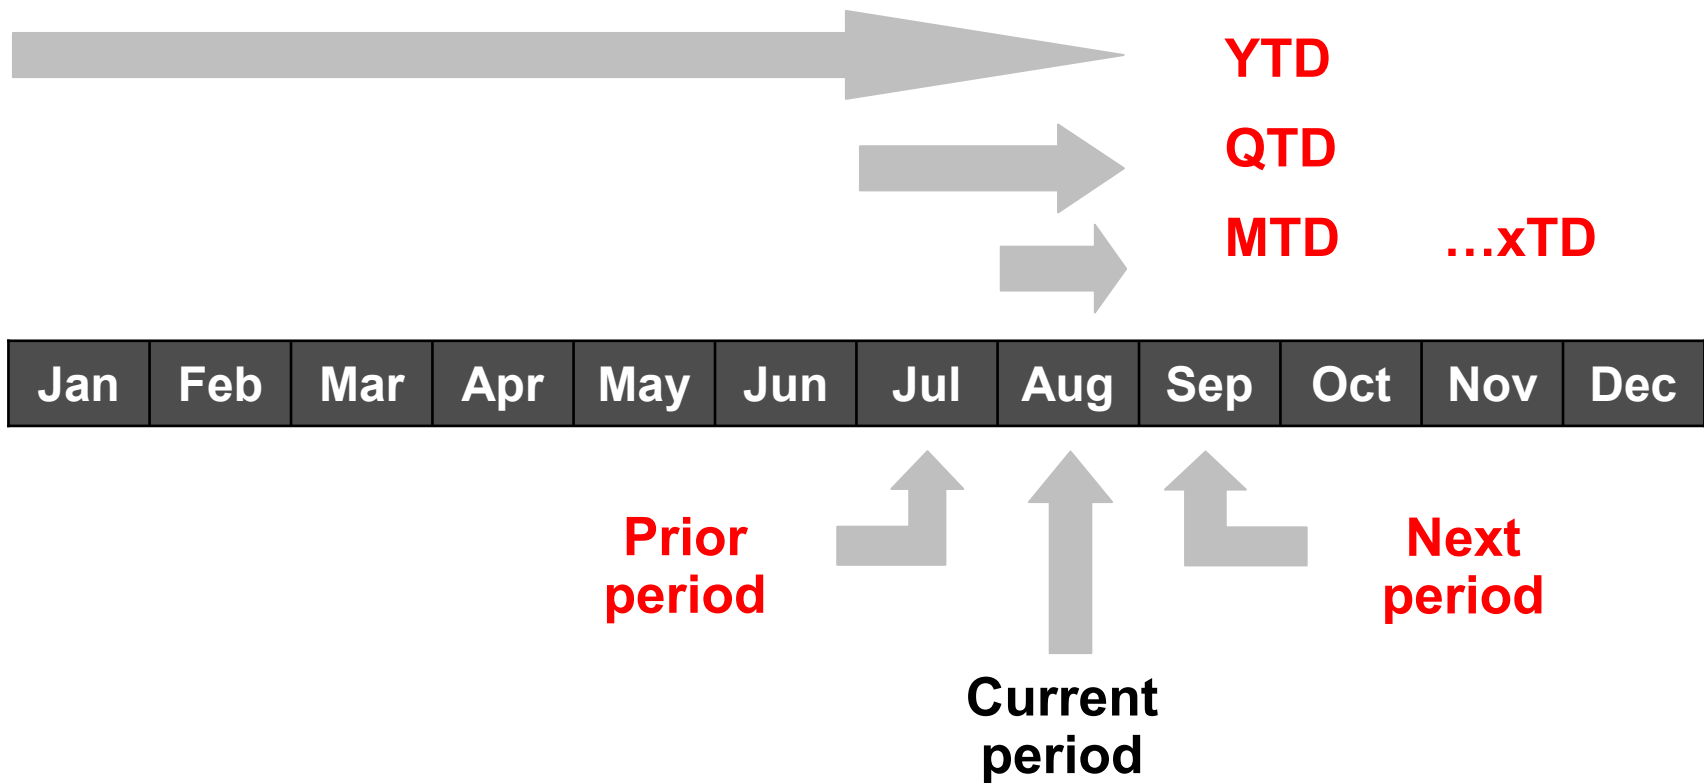 YTD
QTD
MTD …xTD
Jan Feb Mar Apr May Jun Jul Aug Sep Oct Nov Dec
Prior
period
Next
period
Current
period